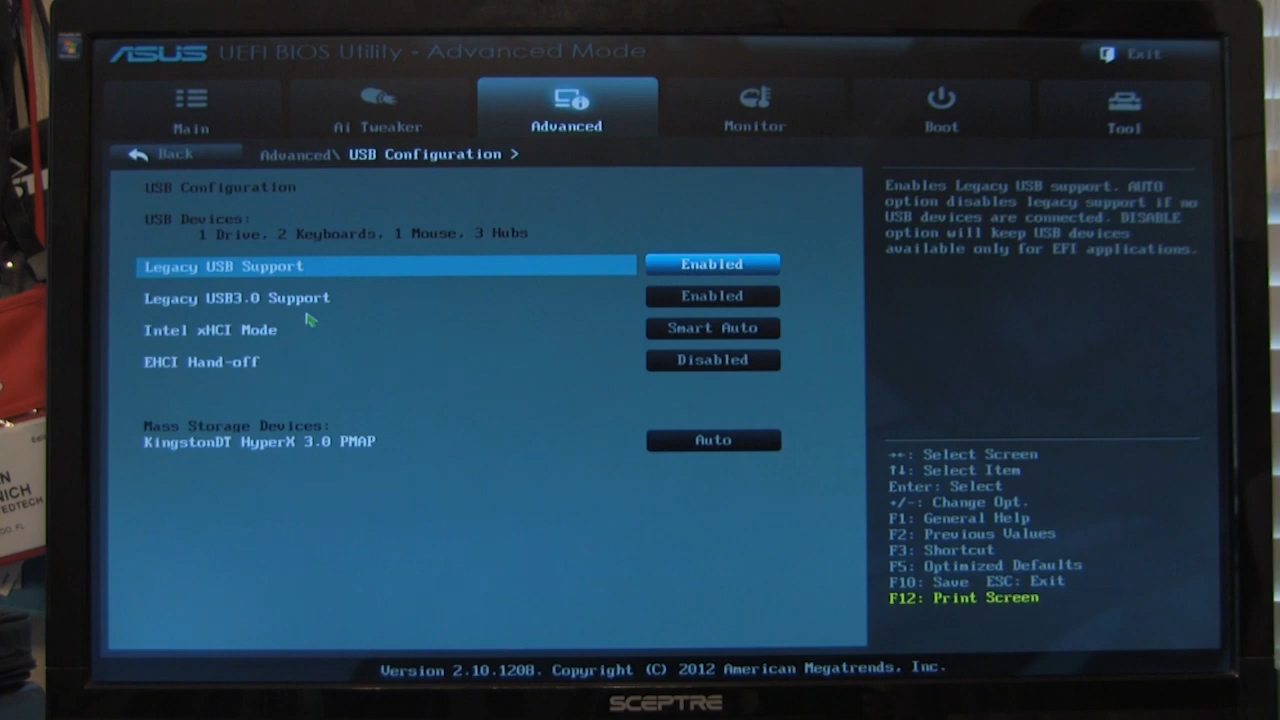 ASUS UEFI BIOS Utility - Advanced Mode
Exit
Main
Ai Tweaker
Advanced
Monitor
Boot
Tool
Back
Advanced\ USB Configuration >
USB Configuration
USB Devices:
1 Drive, 2 Keyboards, 1 Mouse, 3 Hubs
Legacy USB Support Enabled
Legacy USB3.0 Support Enabled
Intel xHCI Mode Smart Auto
EHCI Hand-off Disabled
Mass Storage Devices:
KingstonDT HyperX 3.0 PMAP Auto
Enables Legacy USB support. AUTO
option disables legacy support if no
USB devices are connected. DISABLE
option will keep USB devices
available only for EFI applications.
→←: Select Screen
↑↓: Select Item
Enter: Select
+/-: Change Opt.
F1: General Help
F2: Previous Values
F3: Shortcut
F5: Optimized Defaults
F10: Save ESC: Exit
F12: Print Screen
Version 2.10.1208. Copyright (C) 2012 American Megatrends, Inc.
SCEPTRE
NICH
EDTECH